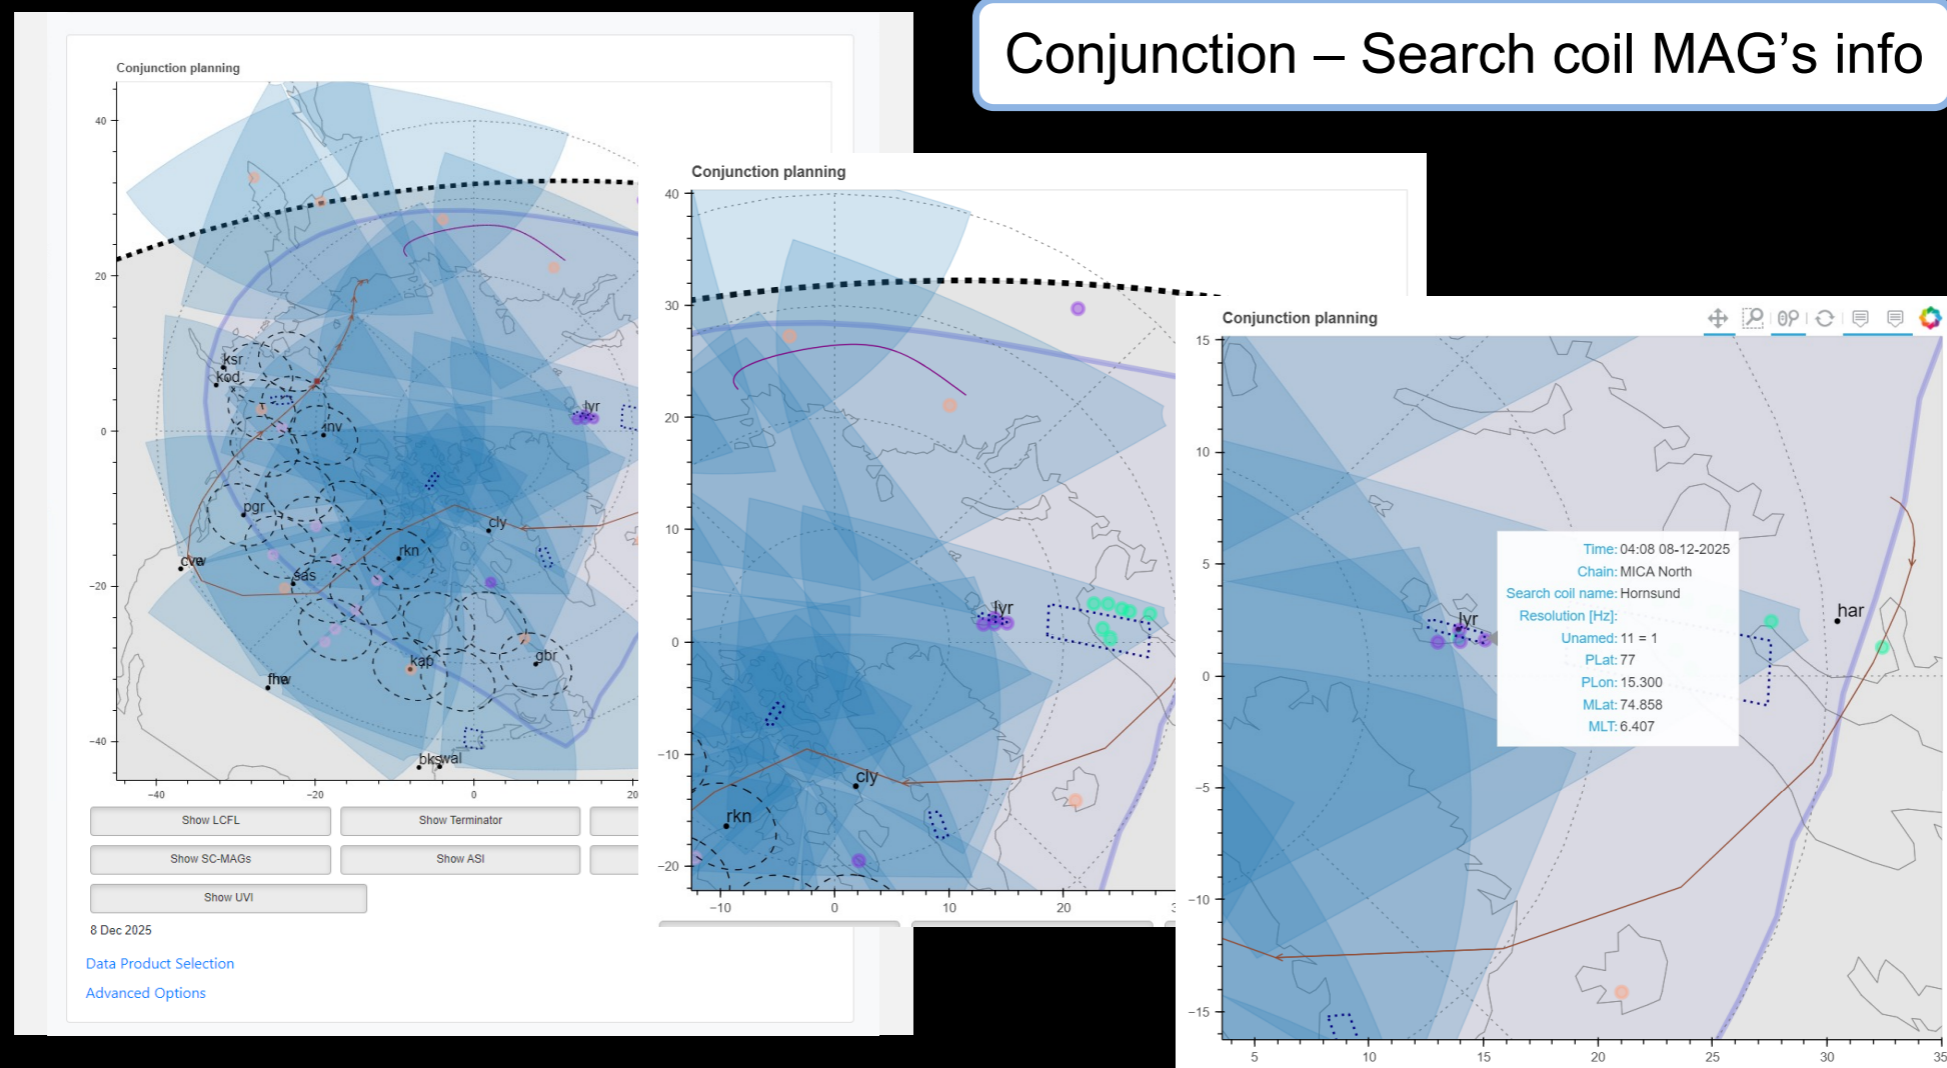 Conjunction – Search coil MAG's info
Conjunction planning
40
20
0
−20
−40
−40
−20
0
20
ksr
kod
inv
lyr
pgr
cly
rkn
sas
kap
gbr
bks
wal
Show LCFL
Show Terminator
Show SC-MAGs
Show ASI
Show UVI
8 Dec 2025
Data Product Selection
Advanced Options
Conjunction planning
40
30
20
10
0
−10
−20
−10
0
10
20
lyr
cly
rkn
Conjunction planning
15
10
5
0
−5
−10
−15
5
10
15
20
25
30
35
lyr
har
Time: 04:08 08-12-2025
Chain: MICA North
Search coil name: Hornsund
Resolution [Hz]:
Unamed: 11 = 1
PLat: 77
PLon: 15.300
MLat: 74.858
MLT: 6.407